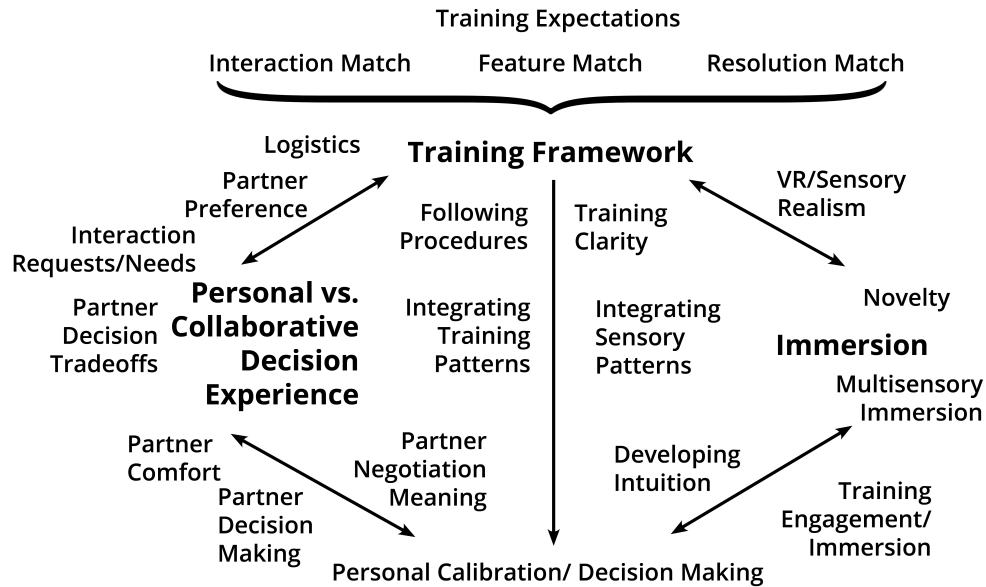 Training Expectations
Interaction Match
Feature Match
Resolution Match
Logistics
Training Framework
Partner
Preference
Following
Procedures
Training
Clarity
VR/Sensory
Realism
Interaction
Requests/Needs
Personal vs.
Collaborative
Decision
Experience
Partner
Decision
Tradeoffs
Integrating
Training
Patterns
Integrating
Sensory
Patterns
Novelty
Immersion
Multisensory
Immersion
Partner
Comfort
Partner
Decision
Making
Partner
Negotiation
Meaning
Developing
Intuition
Training
Engagement/
Immersion
Personal Calibration/ Decision Making